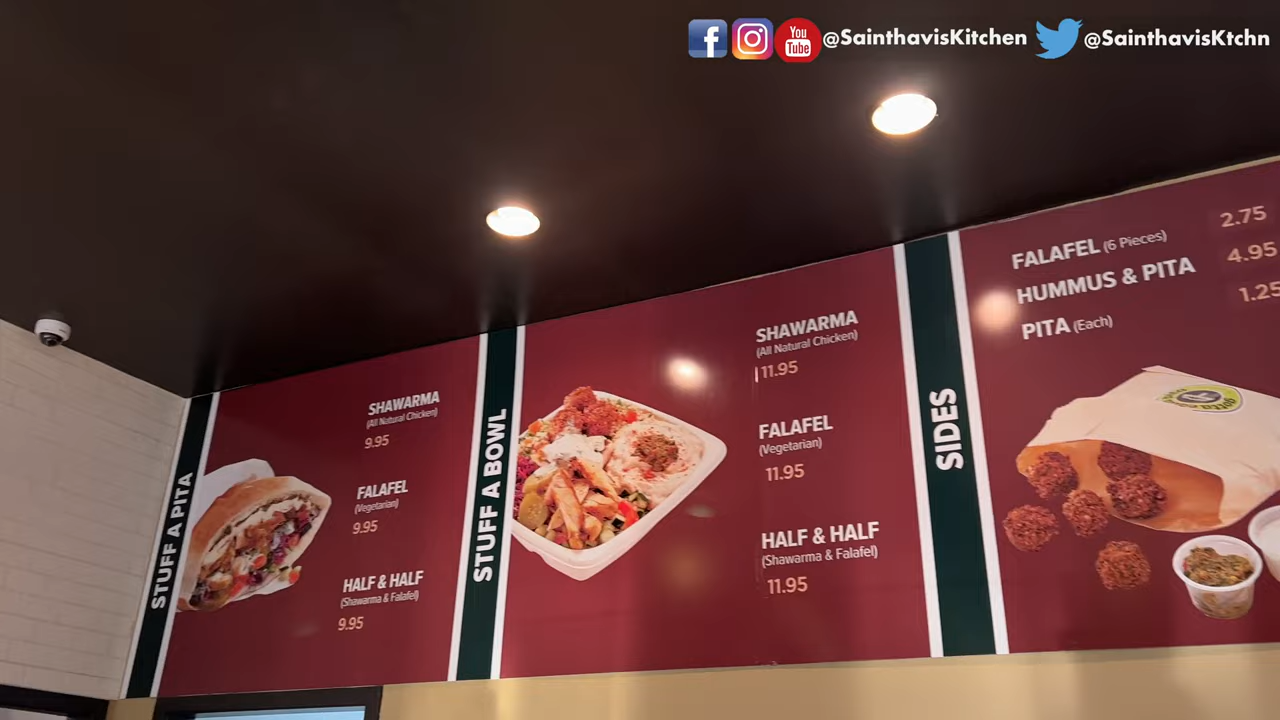 @SainthavisKitchen
@SainthavisKtchn
You
Tube
STUFF A PITA
SHAWARMA
(All Natural Chicken)
9.95
FALAFEL
(Vegetarian)
9.95
HALF & HALF
(Shawarma & Falafel)
9.95
STUFF A BOWL
SHAWARMA
(All Natural Chicken)
11.95
FALAFEL
(Vegetarian)
11.95
HALF & HALF
(Shawarma & Falafel)
11.95
SIDES
FALAFEL (6 Pieces) 2.75
HUMMUS & PITA 4.95
PITA (Each) 1.25